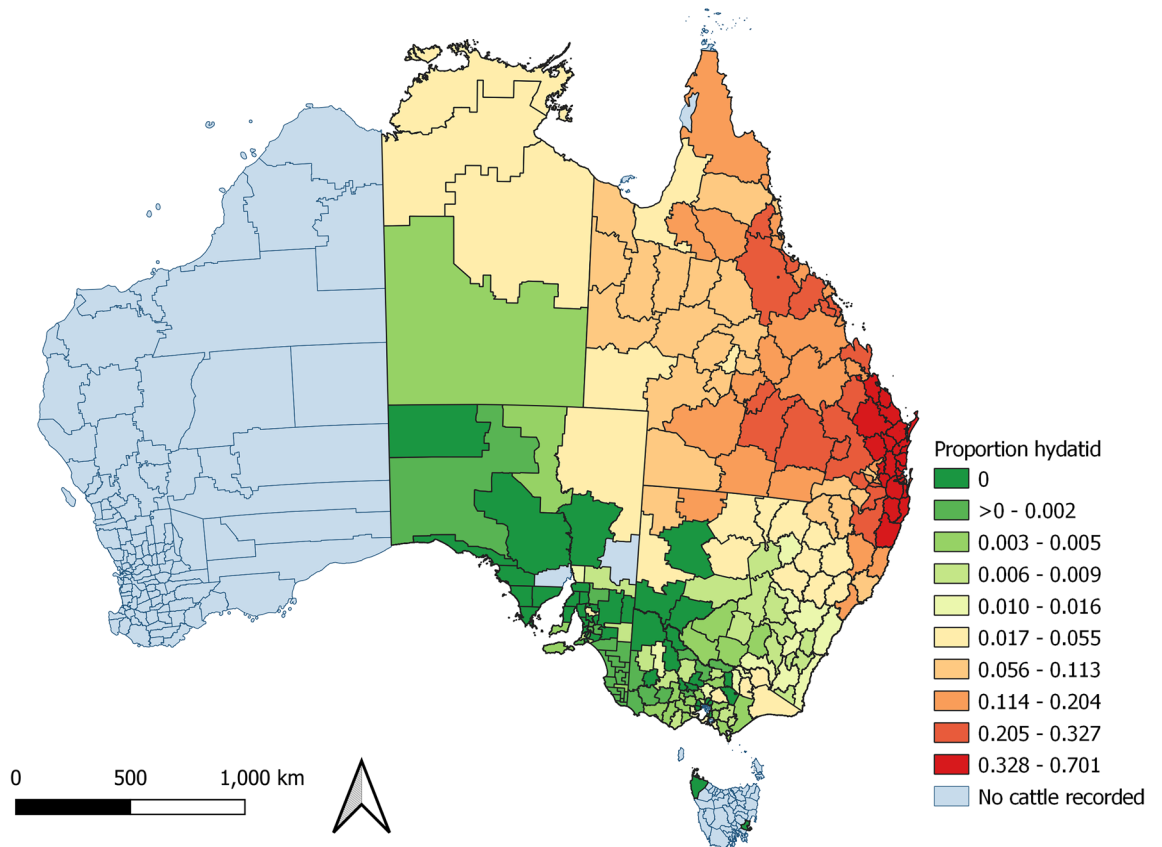 Proportion hydatid
0
>0 - 0.002
0.003 - 0.005
0.006 - 0.009
0.010 - 0.016
0.017 - 0.055
0.056 - 0.113
0.114 - 0.204
0.205 - 0.327
0.328 - 0.701
No cattle recorded
0 500 1,000 km